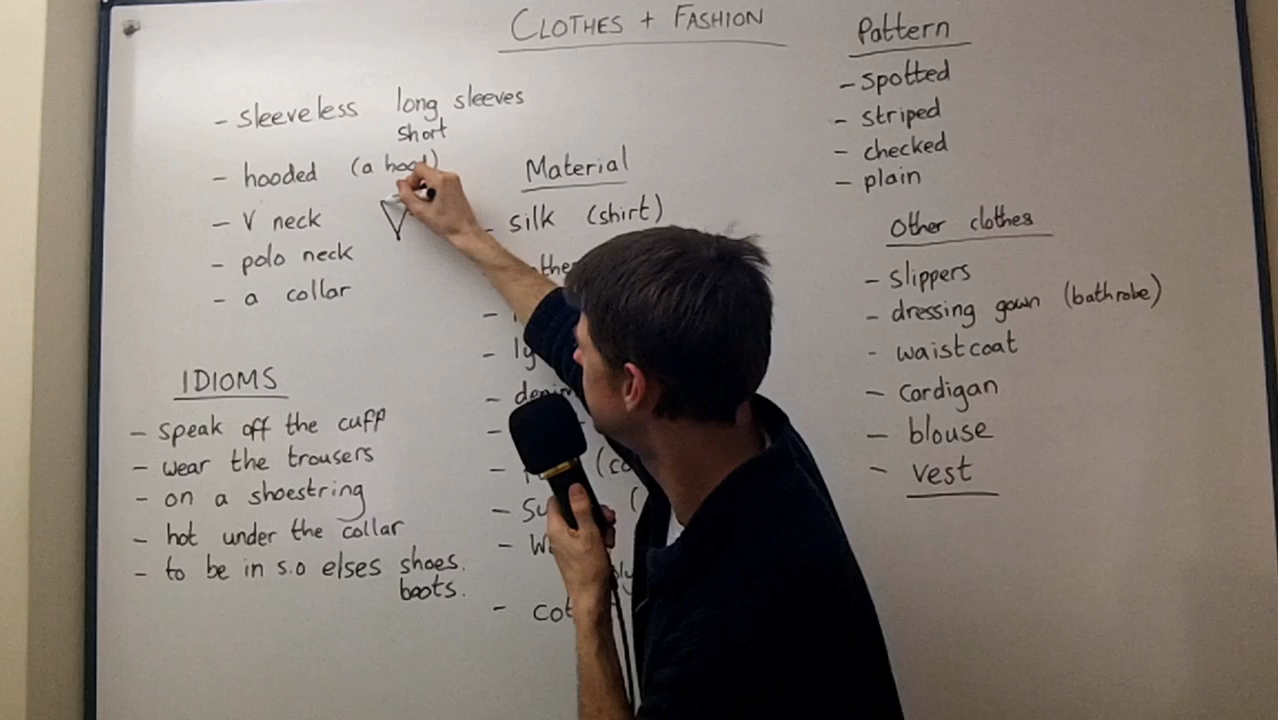 CLOTHES + FASHION
- sleeveless long sleeves
short
- hooded (a hood)
- V neck V
- polo neck
- a collar
IDIOMS
- speak off the cuff
- wear the trousers
- on a shoestring
- hot under the collar
- to be in s.o elses shoes.
boots.
Material
- silk (shirt)
Pattern
- spotted
- striped
- checked
- plain
Other clothes
- slippers
- dressing gown (bathrobe)
- waistcoat
- cardigan
- blouse
- vest